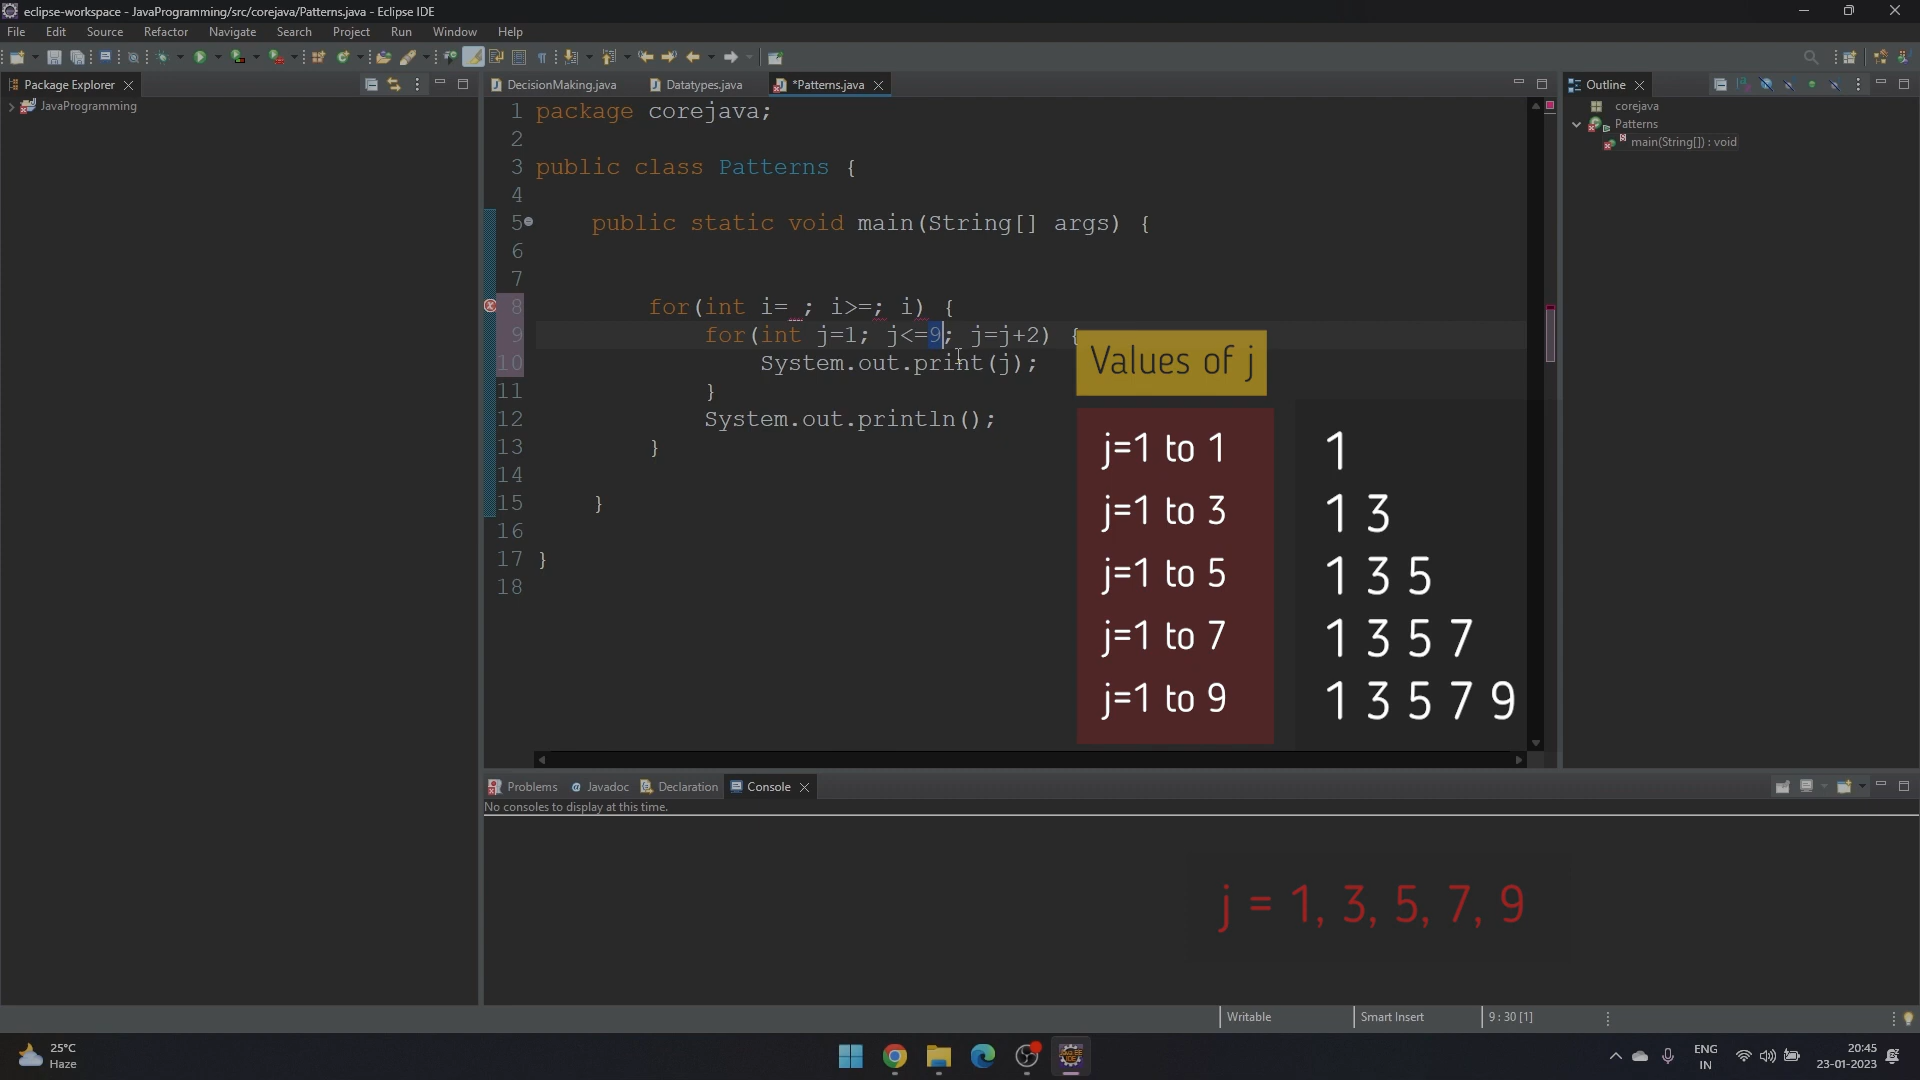 eclipse-workspace - JavaProgramming/src/corejava/Patterns.java - Eclipse IDE
File Edit Source Refactor Navigate Search Project Run Window Help
Package Explorer
JavaProgramming
DecisionMaking.java Datatypes.java *Patterns.java
1 package corejava;
2
3 public class Patterns {
4
5 public static void main(String[] args) {
6
7
8 for(int i= ; i>=; i) {
9 for(int j=1; j<=9; j=j+2) {
10 System.out.print(j);
11 }
12 System.out.println();
13 }
14
15 }
16
17 }
18
Values of j
j=1 to 1
j=1 to 3
j=1 to 5
j=1 to 7
j=1 to 9
1
1 3
1 3 5
1 3 5 7
1 3 5 7 9
Outline
corejava
Patterns
main(String[]) : void
Problems Javadoc Declaration Console
No consoles to display at this time.
j = 1, 3, 5, 7, 9
Writable Smart Insert 9 : 30 [1]
25°C
Haze
ENG
IN
20:45
23-01-2023